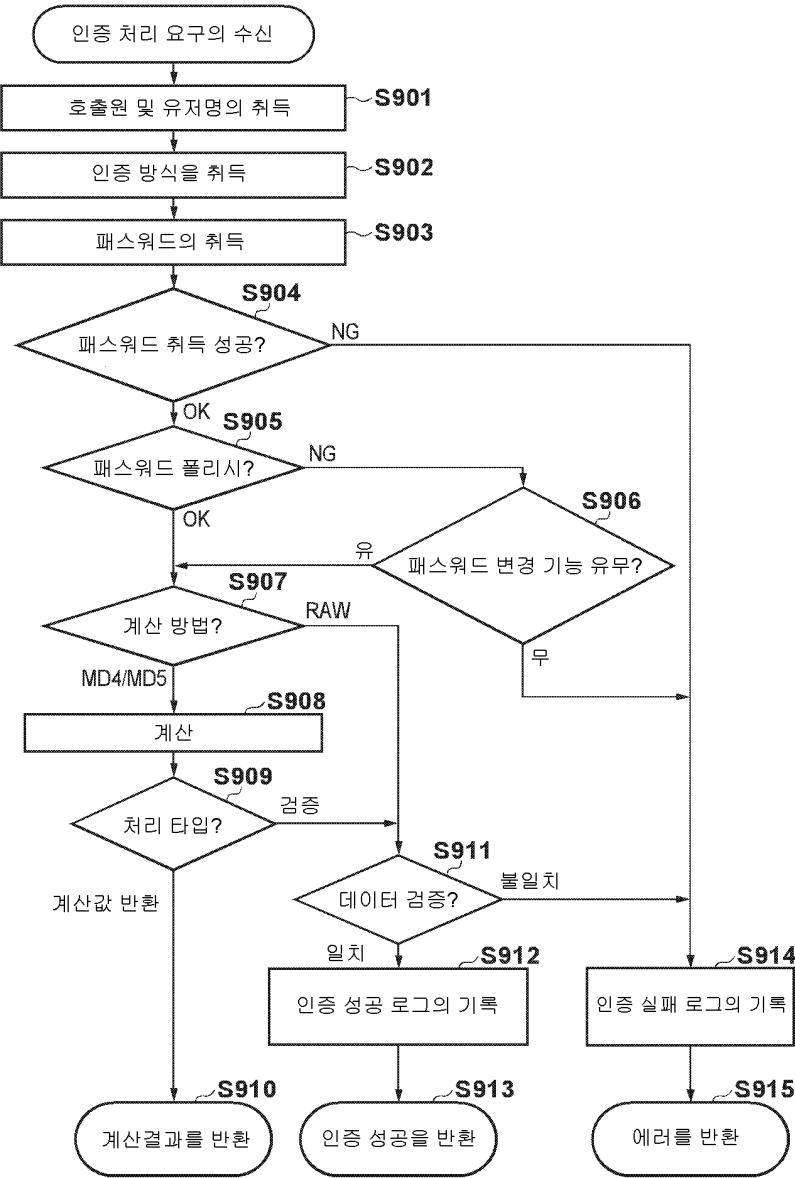 인증 처리 요구의 수신
호출원 및 유저명의 취득
S901
인증 방식을 취득
S902
패스워드의 취득
S903
S904
패스워드 취득 성공?
NG
OK
S905
패스워드 폴리시?
NG
OK
S906
패스워드 변경 기능 유무?
유
무
S907
계산 방법?
RAW
MD4/MD5
S908
계산
S909
처리 타입?
검증
계산값 반환
S911
데이터 검증?
불일치
일치
S912
인증 성공 로그의 기록
S914
인증 실패 로그의 기록
S910
계산결과를 반환
S913
인증 성공을 반환
S915
에러를 반환